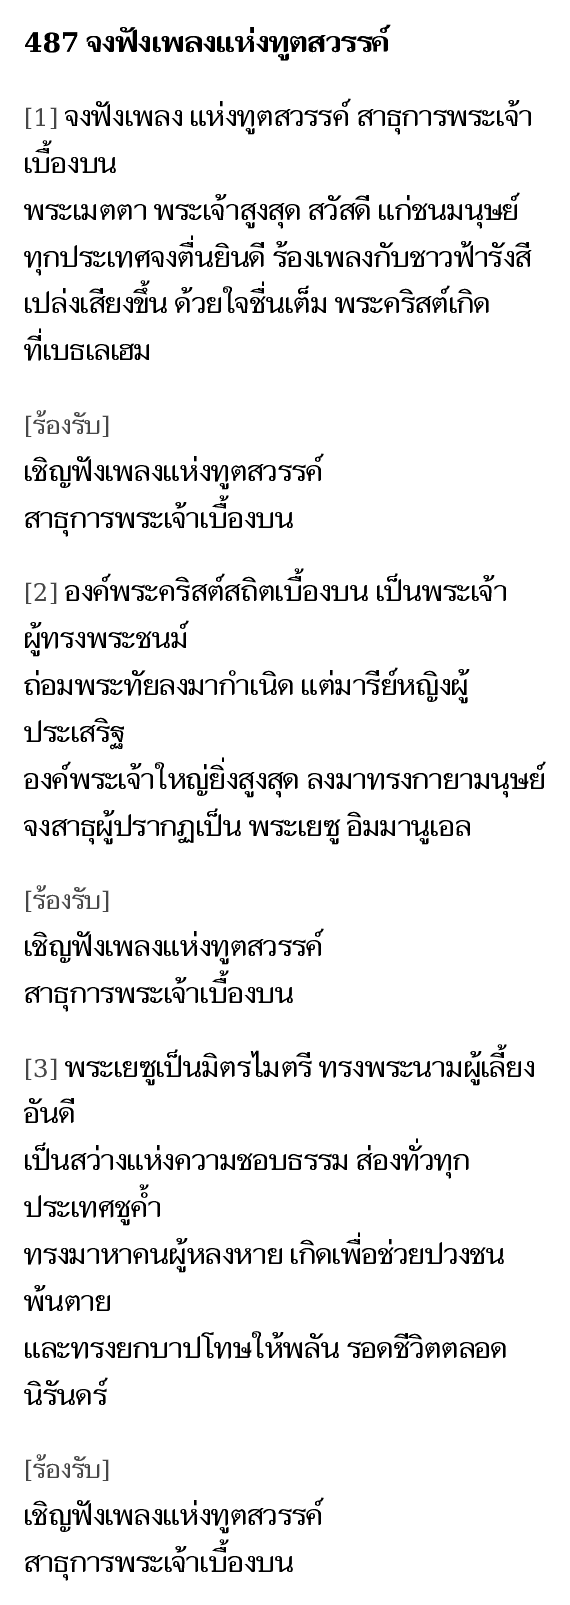 487 จงฟังเพลงแห่งทูตสวรรค์
[1] จงฟังเพลง แห่งทูตสวรรค์ สาธุการพระเจ้า
เบื้องบน
พระเมตตา พระเจ้าสูงสุด สวัสดี แก่ชนมนุษย์
ทุกประเทศจงตื่นยินดี ร้องเพลงกับชาวฟ้ารังสี
เปล่งเสียงขึ้น ด้วยใจชื่นเต็ม พระคริสต์เกิด
ที่เบธเลเฮม
[ร้องรับ]
เชิญฟังเพลงแห่งทูตสวรรค์
สาธุการพระเจ้าเบื้องบน
[2] องค์พระคริสต์สถิตเบื้องบน เป็นพระเจ้า
ผู้ทรงพระชนม์
ถ่อมพระทัยลงมากำเนิด แต่มารีย์หญิงผู้
ประเสริฐ
องค์พระเจ้าใหญ่ยิ่งสูงสุด ลงมาทรงกายามนุษย์
จงสาธุผู้ปรากฏเป็น พระเยซู อิมมานูเอล
[ร้องรับ]
เชิญฟังเพลงแห่งทูตสวรรค์
สาธุการพระเจ้าเบื้องบน
[3] พระเยซูเป็นมิตรไมตรี ทรงพระนามผู้เลี้ยง
อันดี
เป็นสว่างแห่งความชอบธรรม ส่องทั่วทุก
ประเทศชูค้ำ
ทรงมาหาคนผู้หลงหาย เกิดเพื่อช่วยปวงชน
พ้นตาย
และทรงยกบาปโทษให้พลัน รอดชีวิตตลอด
นิรันดร์
[ร้องรับ]
เชิญฟังเพลงแห่งทูตสวรรค์
สาธุการพระเจ้าเบื้องบน